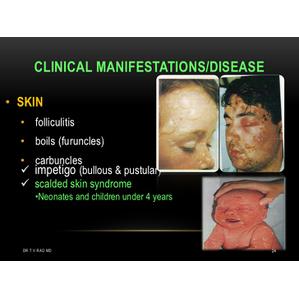 CLINICAL MANIFESTATIONS/DISEASE
• SKIN
• folliculitis
• boils (furuncles)
• carbuncles
✓ impetigo (bullous & pustular)
✓ scalded skin syndrome
•Neonates and children under 4 years
DR T V RAO MD
24